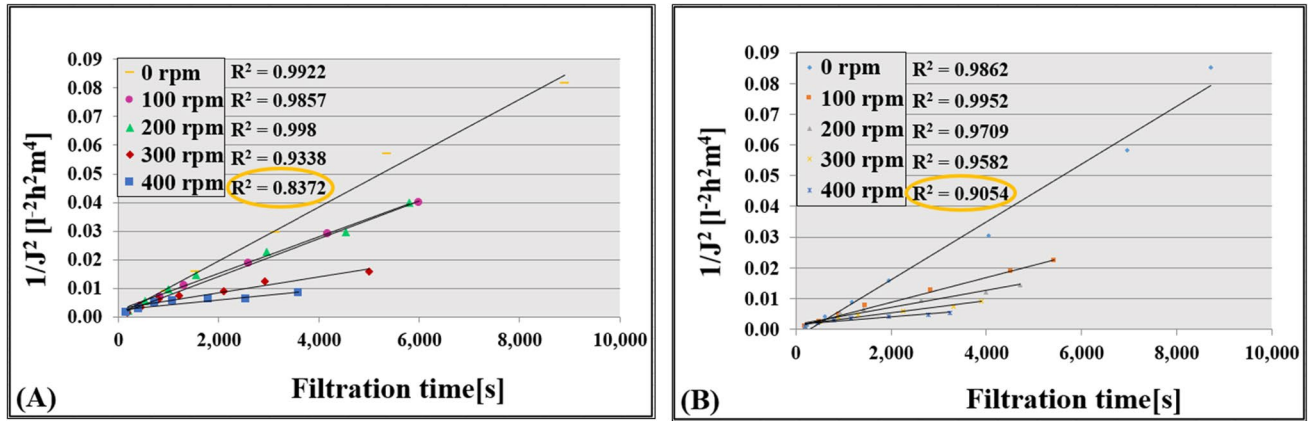 0.09
0.08
0.07
0.06
0.05
0.04
0.03
0.02
0.01
0.00
1/J² [l⁻²h²m⁴]
0 rpm R² = 0.9922
100 rpm R² = 0.9857
200 rpm R² = 0.998
300 rpm R² = 0.9338
400 rpm R² = 0.8372
0 2,000 4,000 6,000 8,000 10,000
Filtration time[s]
(A)
0.09
0.08
0.07
0.06
0.05
0.04
0.03
0.02
0.01
0.00
1/J² [l⁻²h²m⁴]
0 rpm R² = 0.9862
100 rpm R² = 0.9952
200 rpm R² = 0.9709
300 rpm R² = 0.9582
400 rpm R² = 0.9054
0 2,000 4,000 6,000 8,000 10,000
Filtration time[s]
(B)